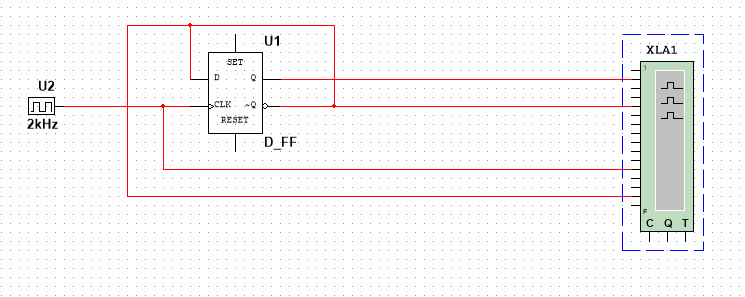 U1
XLA1
SET
1
D Q
U2
CLK ~Q
2kHz
RESET
D_FF
F
C Q T